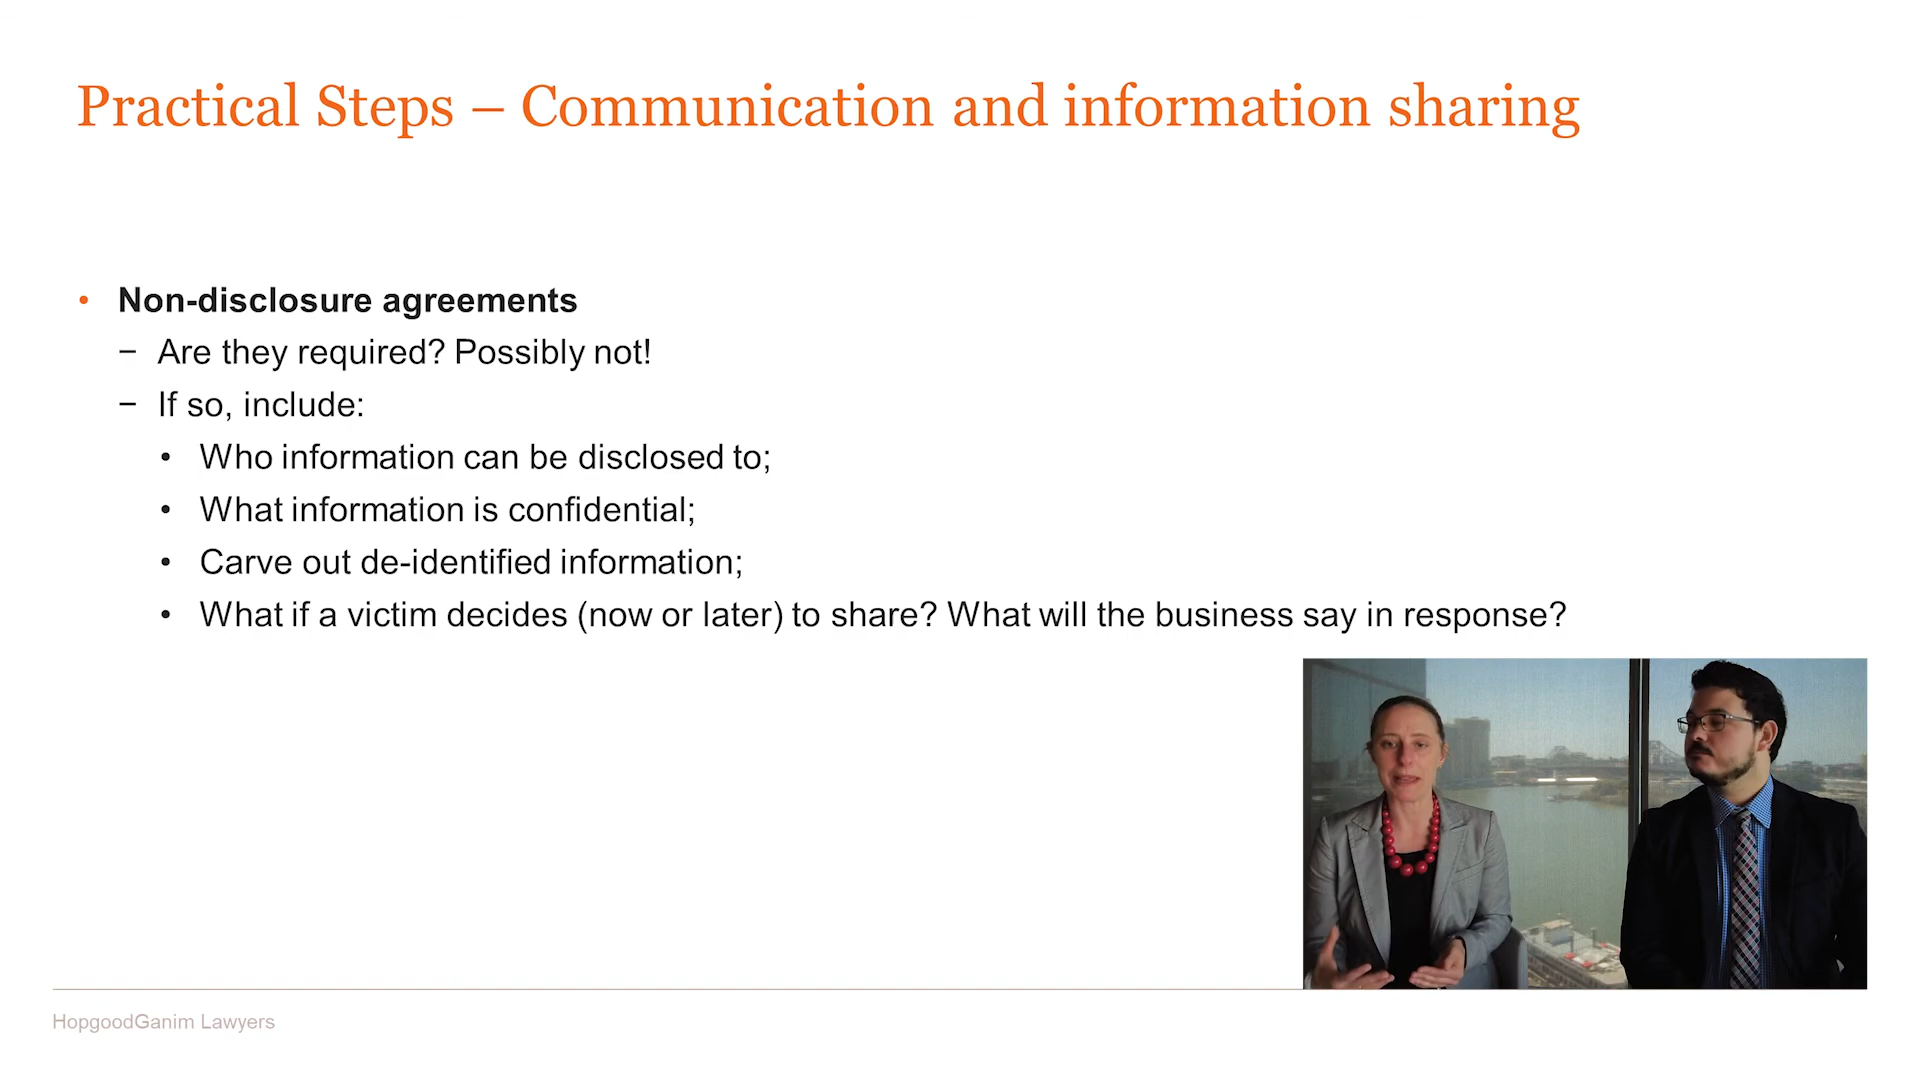 Practical Steps – Communication and information sharing
• Non-disclosure agreements
– Are they required? Possibly not!
– If so, include:
• Who information can be disclosed to;
• What information is confidential;
• Carve out de-identified information;
• What if a victim decides (now or later) to share? What will the business say in response?
HopgoodGanim Lawyers